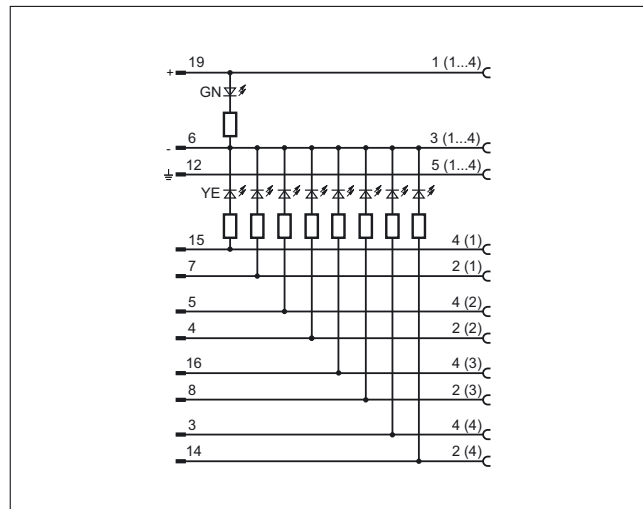 + 19 1 (1...4)
GN
- 6 3 (1...4)
12 5 (1...4)
YE
15 4 (1)
7 2 (1)
5 4 (2)
4 2 (2)
16 4 (3)
8 2 (3)
3 4 (4)
14 2 (4)